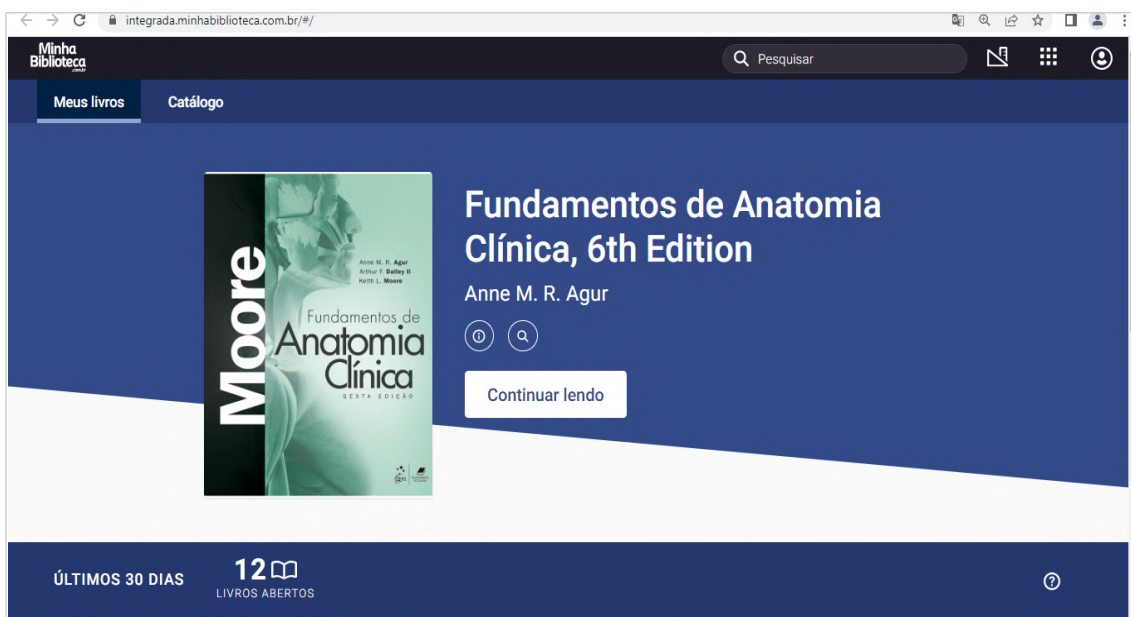 integrada.minhabiblioteca.com.br/#/
Minha
Biblioteca
Pesquisar
Meus livros
Catálogo
Moore
Anne M. R. Agur
Arthur F. Dalley II
Keith L. Moore
Fundamentos de
Anatomia
Clínica
SEXTA EDIÇÃO
Fundamentos de Anatomia
Clínica, 6th Edition
Anne M. R. Agur
Continuar lendo
ÚLTIMOS 30 DIAS
12
LIVROS ABERTOS